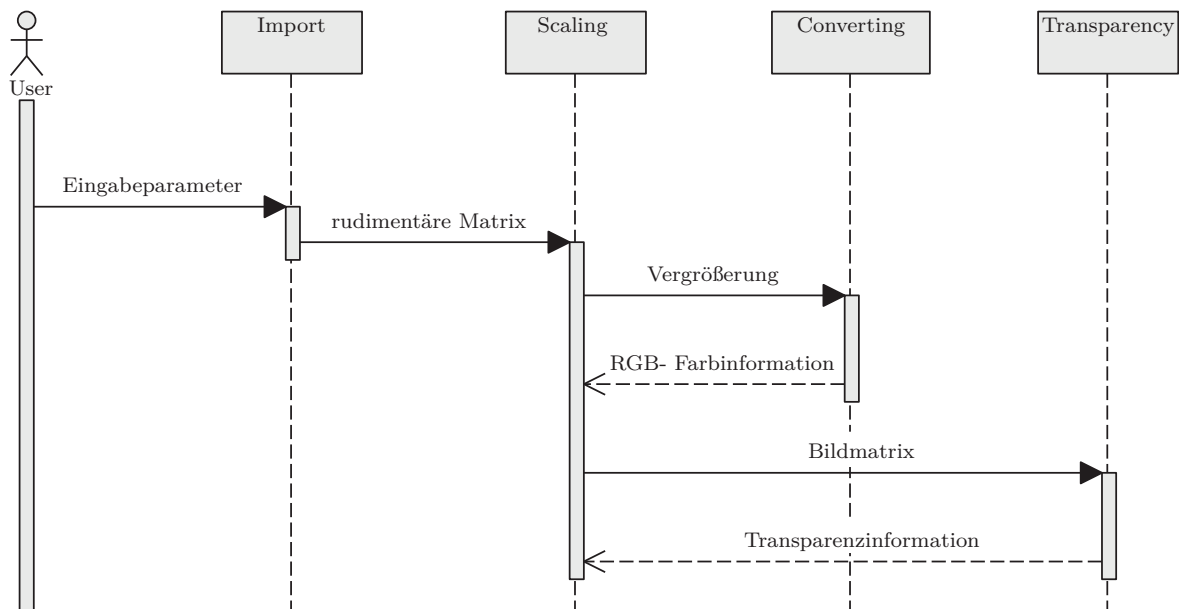 Import
Scaling
Converting
Transparency
User
Eingabeparameter
rudimentäre Matrix
Vergrößerung
RGB- Farbinformation
Bildmatrix
Transparenzinformation